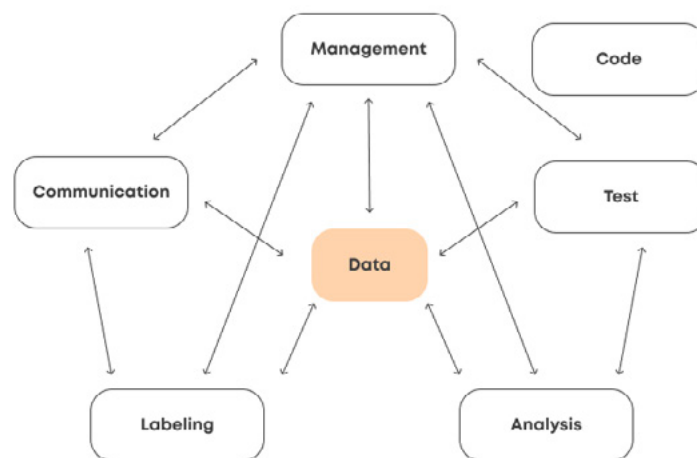 Management
Code
Communication
Test
Data
Labeling
Analysis